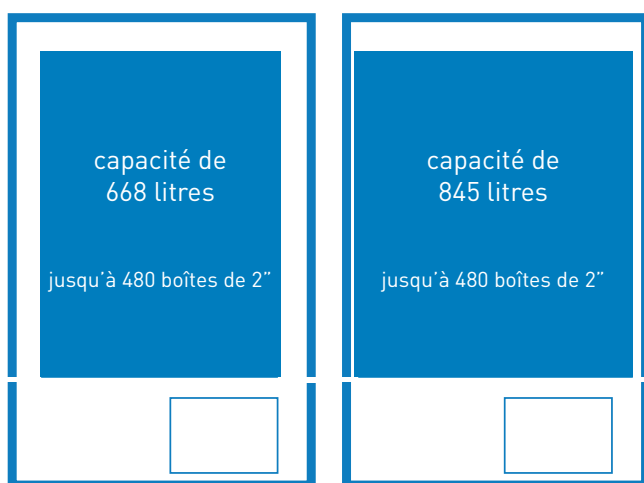 capacité de
668 litres
jusqu'à 480 boîtes de 2”
capacité de
845 litres
jusqu'à 480 boîtes de 2”